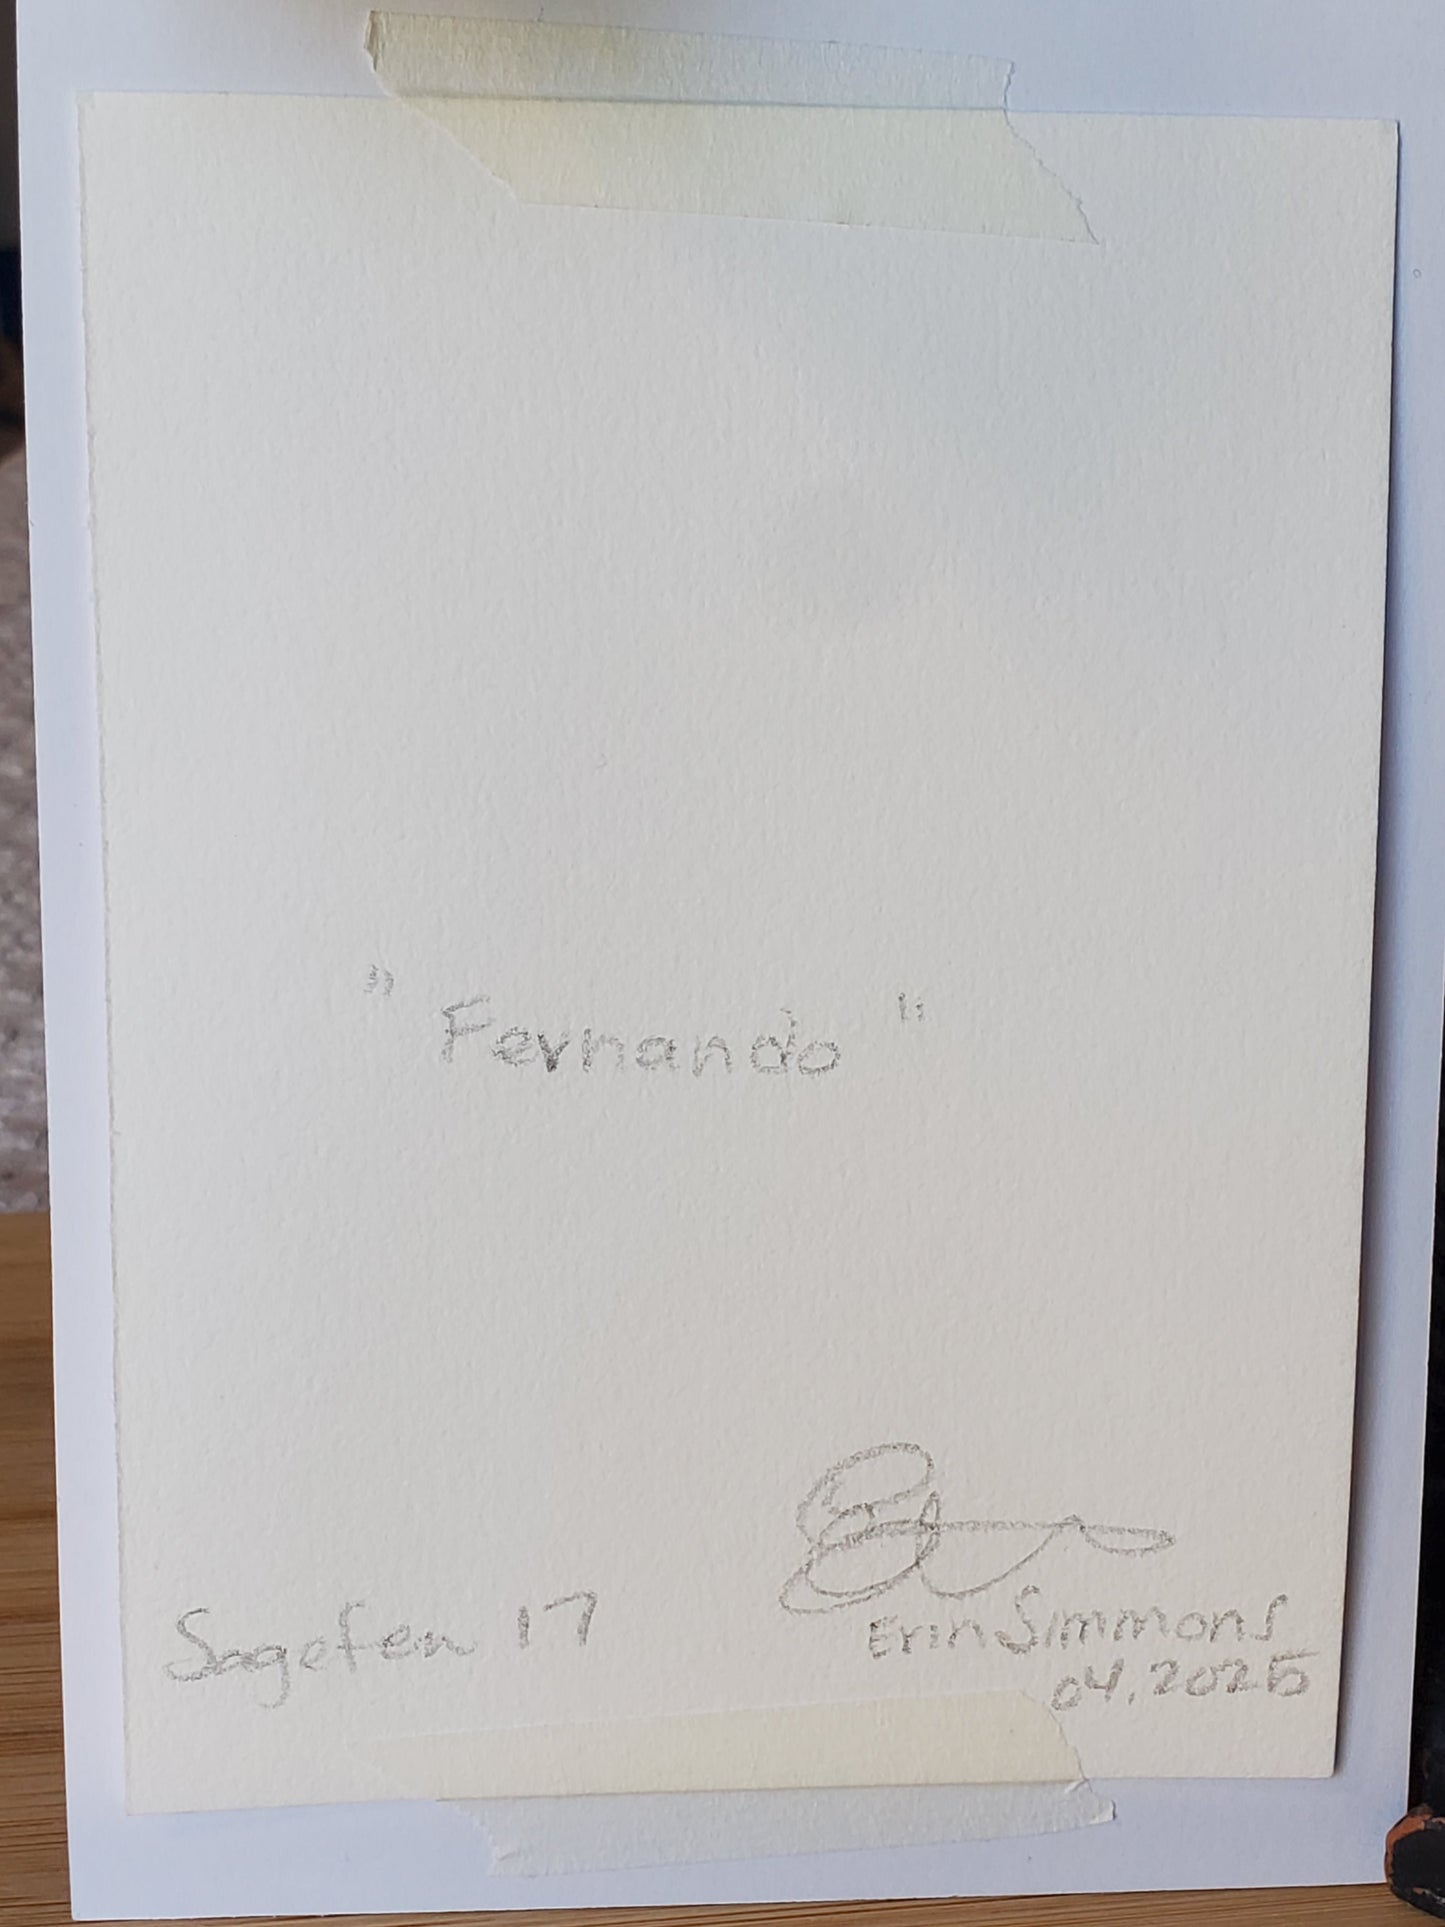 " Fernando "
Sagefen 17
Erin Simmons
04.2025